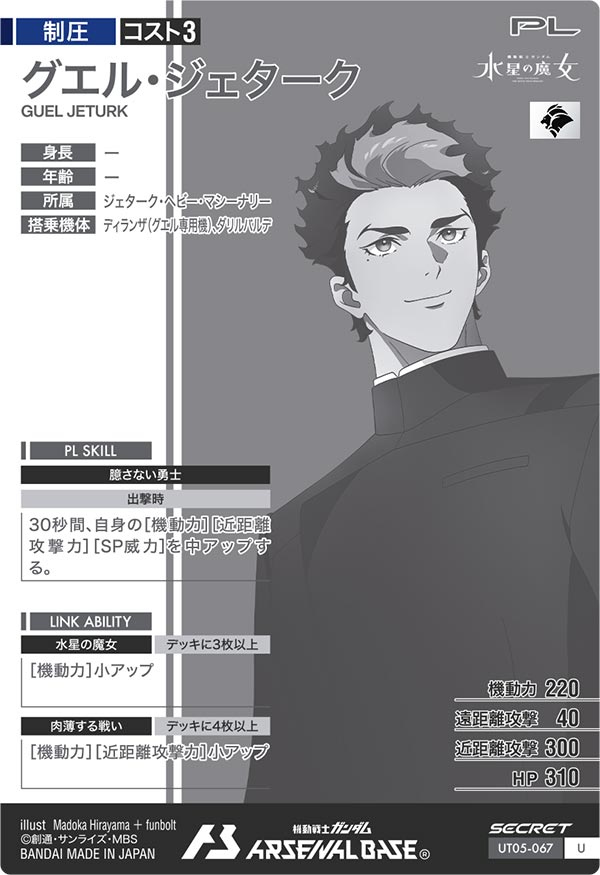 制圧 コスト3
PL
グエル・ジェターク
GUEL JETURK
機動戦士ガンダム
水星の魔女
身長 ー
年齢 ー
所属 ジェターク・ヘビー・マシーナリー
搭乗機体 ディランザ(グエル専用機)、ダリルバルデ
PL SKILL
臆さない勇士
出撃時
30秒間、自身の[機動力][近距離
攻撃力][SP威力]を中アップす
る。
LINK ABILITY
水星の魔女 デッキに3枚以上
[機動力]小アップ
肉薄する戦い デッキに4枚以上
[機動力][近距離攻撃力]小アップ
機動力 220
遠距離攻撃 40
近距離攻撃 300
HP 310
illust Madoka Hirayama + funbolt
©創通・サンライズ・MBS
BANDAI MADE IN JAPAN
機動戦士ガンダム
AB ARSENAL BASE®
SECRET
UT05-067 U